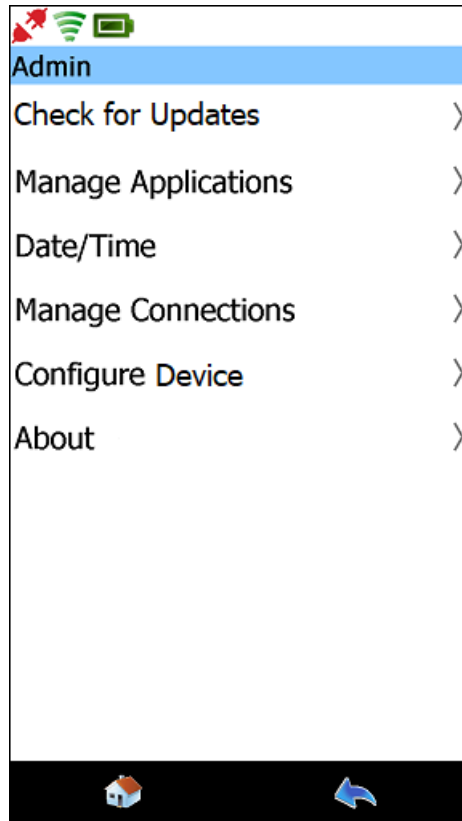 Admin
Check for Updates
Manage Applications
Date/Time
Manage Connections
Configure Device
About